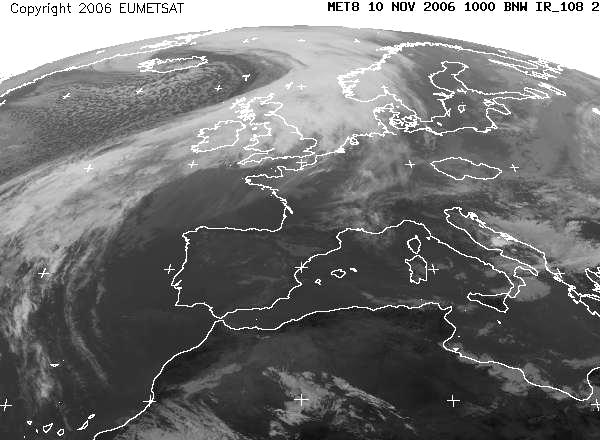 Copyright 2006 EUMETSAT
MET8 10 NOV 2006 1000 BNW IR_108 2